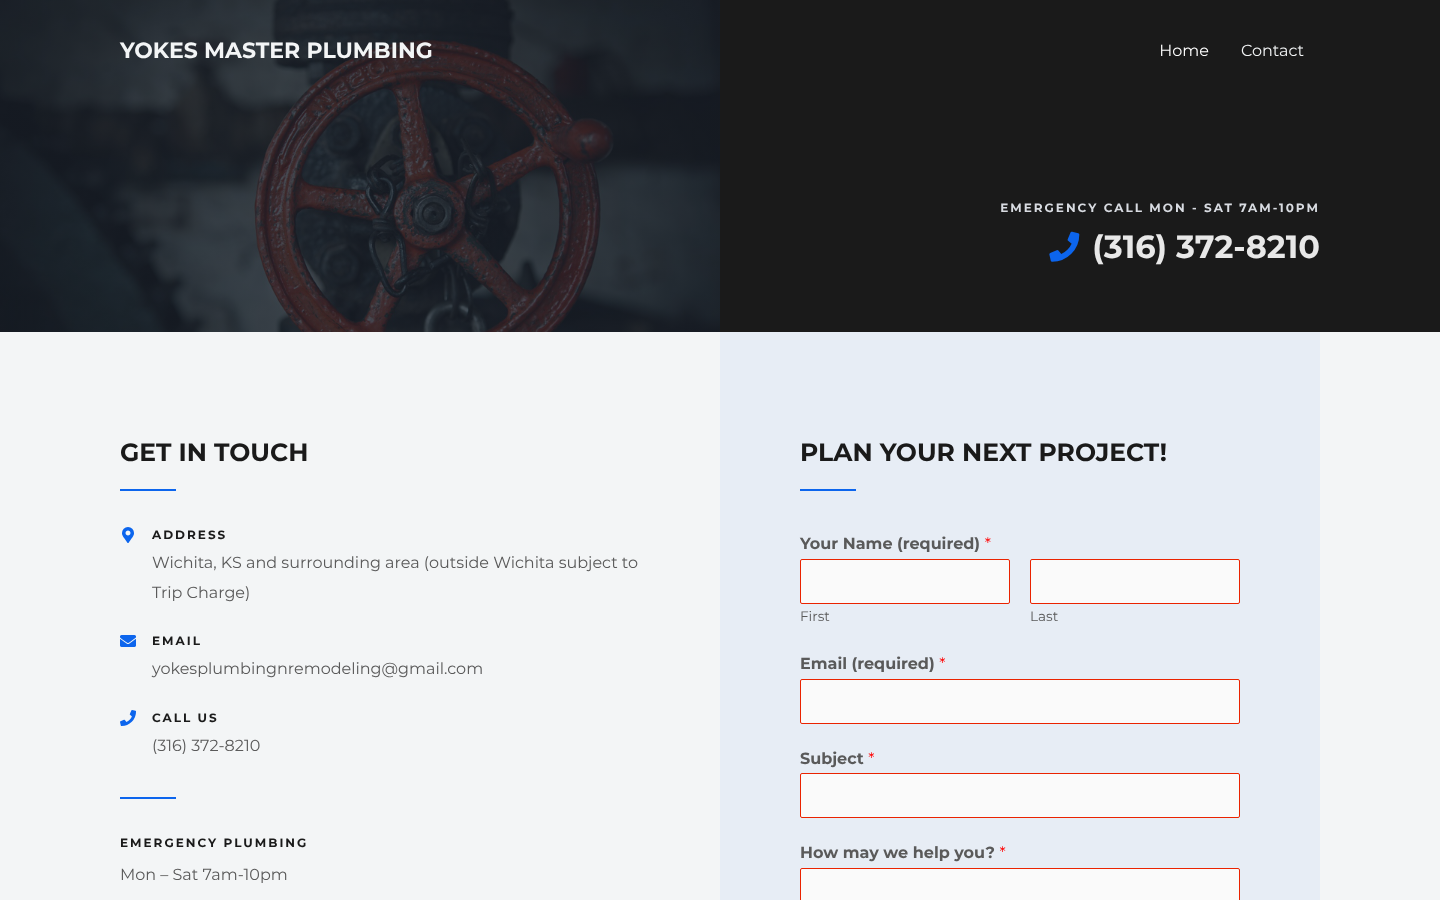 YOKES MASTER PLUMBING
Home
Contact
EMERGENCY CALL MON - SAT 7AM-10PM
(316) 372-8210
GET IN TOUCH
ADDRESS
Wichita, KS and surrounding area (outside Wichita subject to
Trip Charge)
EMAIL
yokesplumbingnremodeling@gmail.com
CALL US
(316) 372-8210
EMERGENCY PLUMBING
Mon – Sat 7am-10pm
PLAN YOUR NEXT PROJECT!
Your Name (required) *
First
Last
Email (required) *
Subject *
How may we help you? *